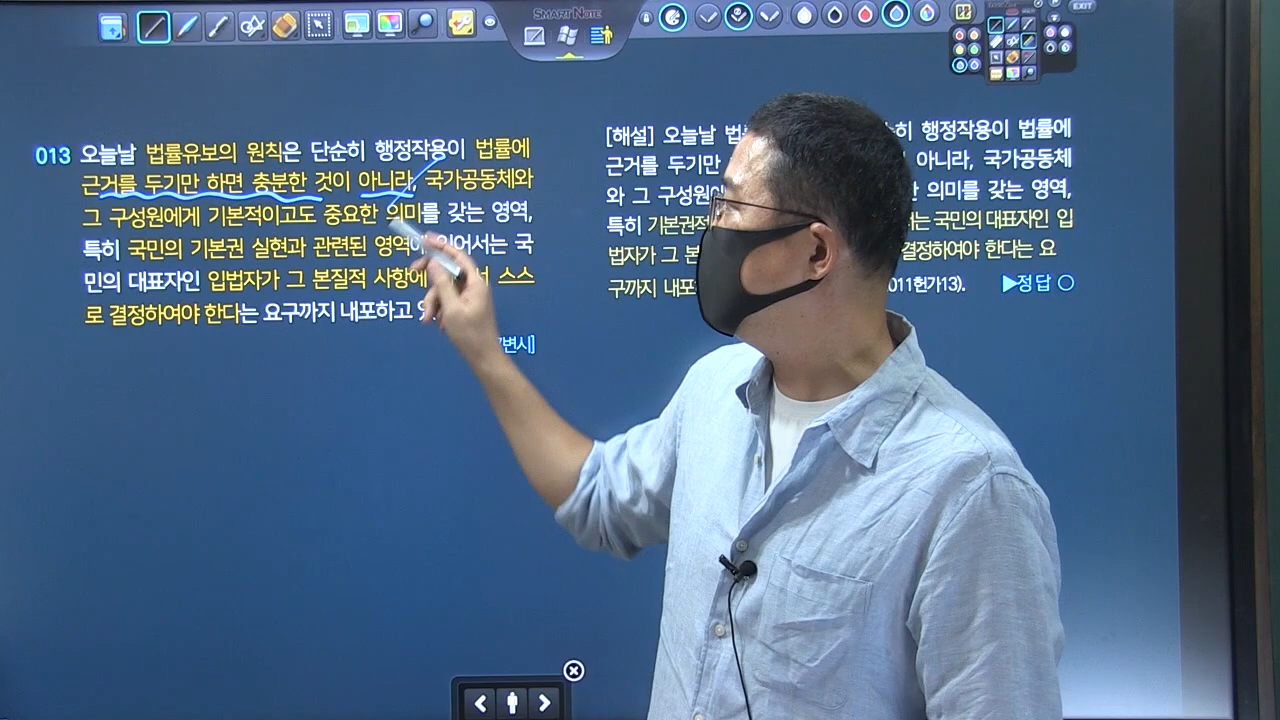 SMART NOTE
EXIT
013 오늘날 법률유보의 원칙은 단순히 행정작용이 법률에
근거를 두기만 하면 충분한 것이 아니라, 국가공동체와
그 구성원에게 기본적이고도 중요한 의미를 갖는 영역,
특히 국민의 기본권 실현과 관련된 영역에 있어서는 국
민의 대표자인 입법자가 그 본질적 사항에 스스
로 결정하여야 한다는 요구까지 내포하고
변시]
[해설] 오늘날 행정작용이 법률에
근거를 두기만 아니라, 국가공동체
와 그 구성원에 의미를 갖는 영역,
특히 기본권적 국민의 대표자인 입
법자가 그 본 결정하여야 한다는 요
구까지 내포 011헌가13). ▶정답 ○